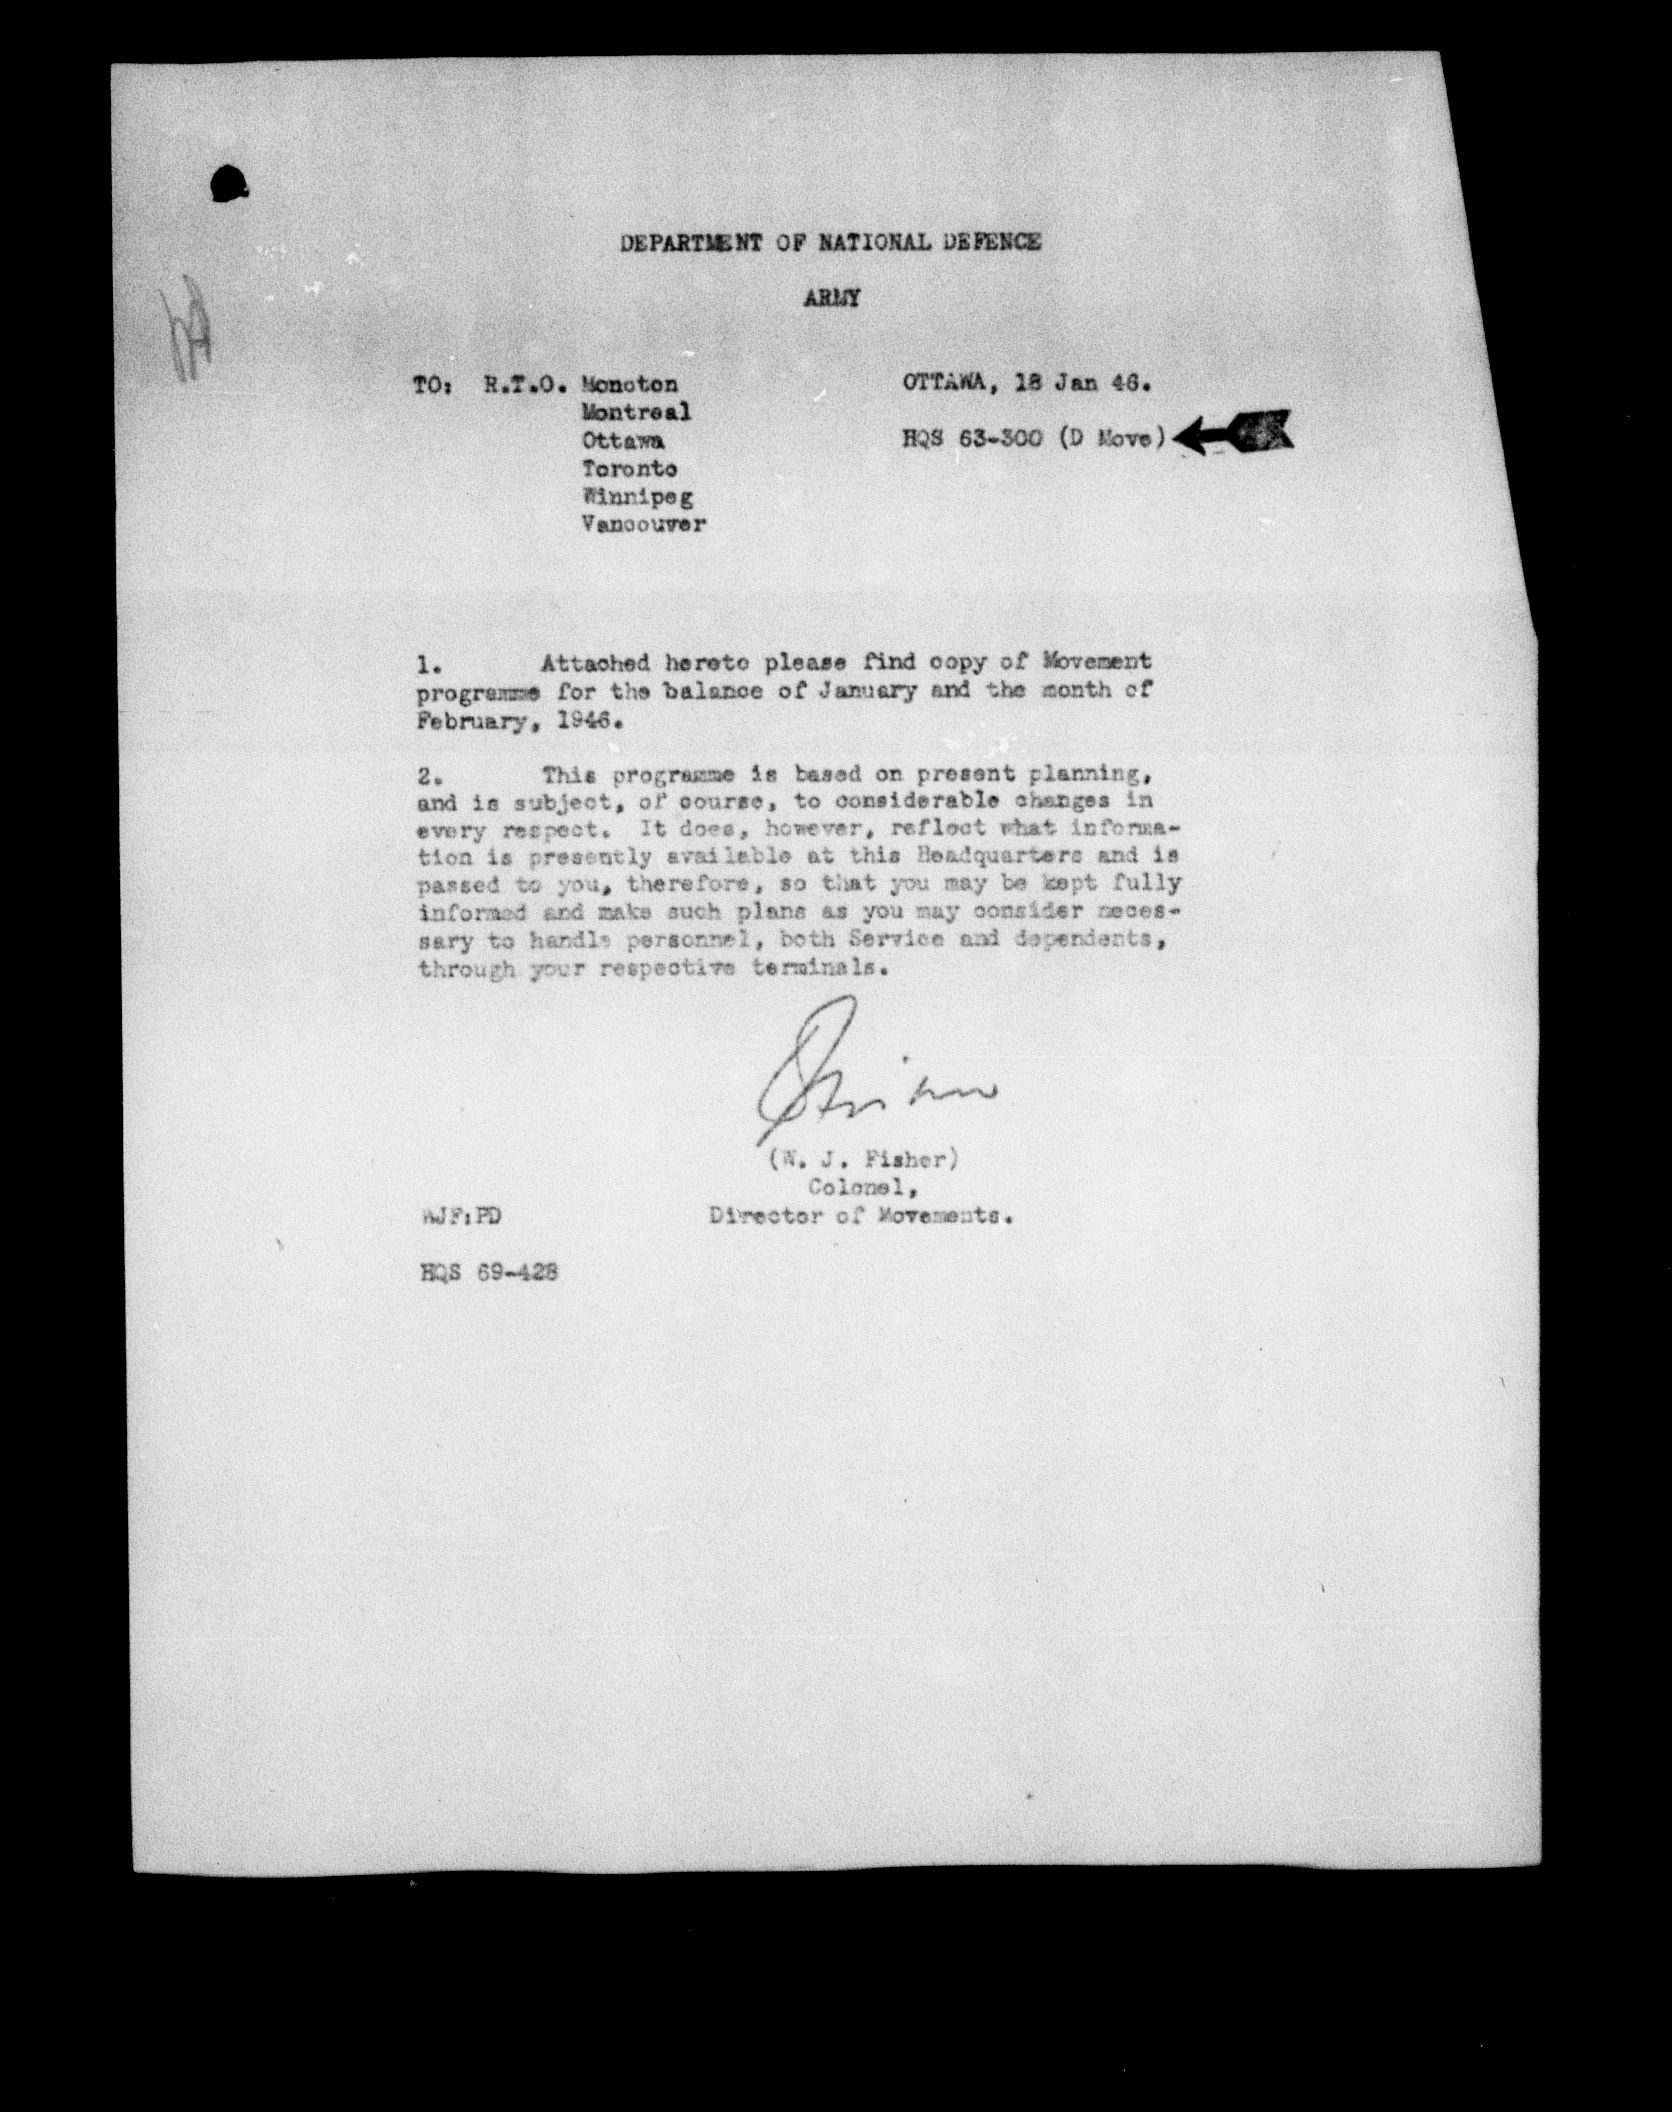 DEPARTMENT OF NATIONAL DEFENCE
ARMY
TO: R.T.O. Moncton
Montreal
Ottawa
Toronto
Winnipeg
Vancouver
OTTAWA, 18 Jan 46.
HQS 63-300 (D Move)
1. Attached hereto please find copy of Movement
programme for the balance of January and the month of
February, 1946.
2. This programme is based on present planning,
and is subject, of course, to considerable changes in
every respect. It does, however, reflect what informa-
tion is presently available at this Headquarters and is
passed to you, therefore, so that you may be kept fully
informed and make such plans as you may consider neces-
sary to handle personnel, both Service and dependents,
through your respective terminals.
(W. J. Fisher)
Colonel,
WJF:PD Director of Movements.
HQS 69-428